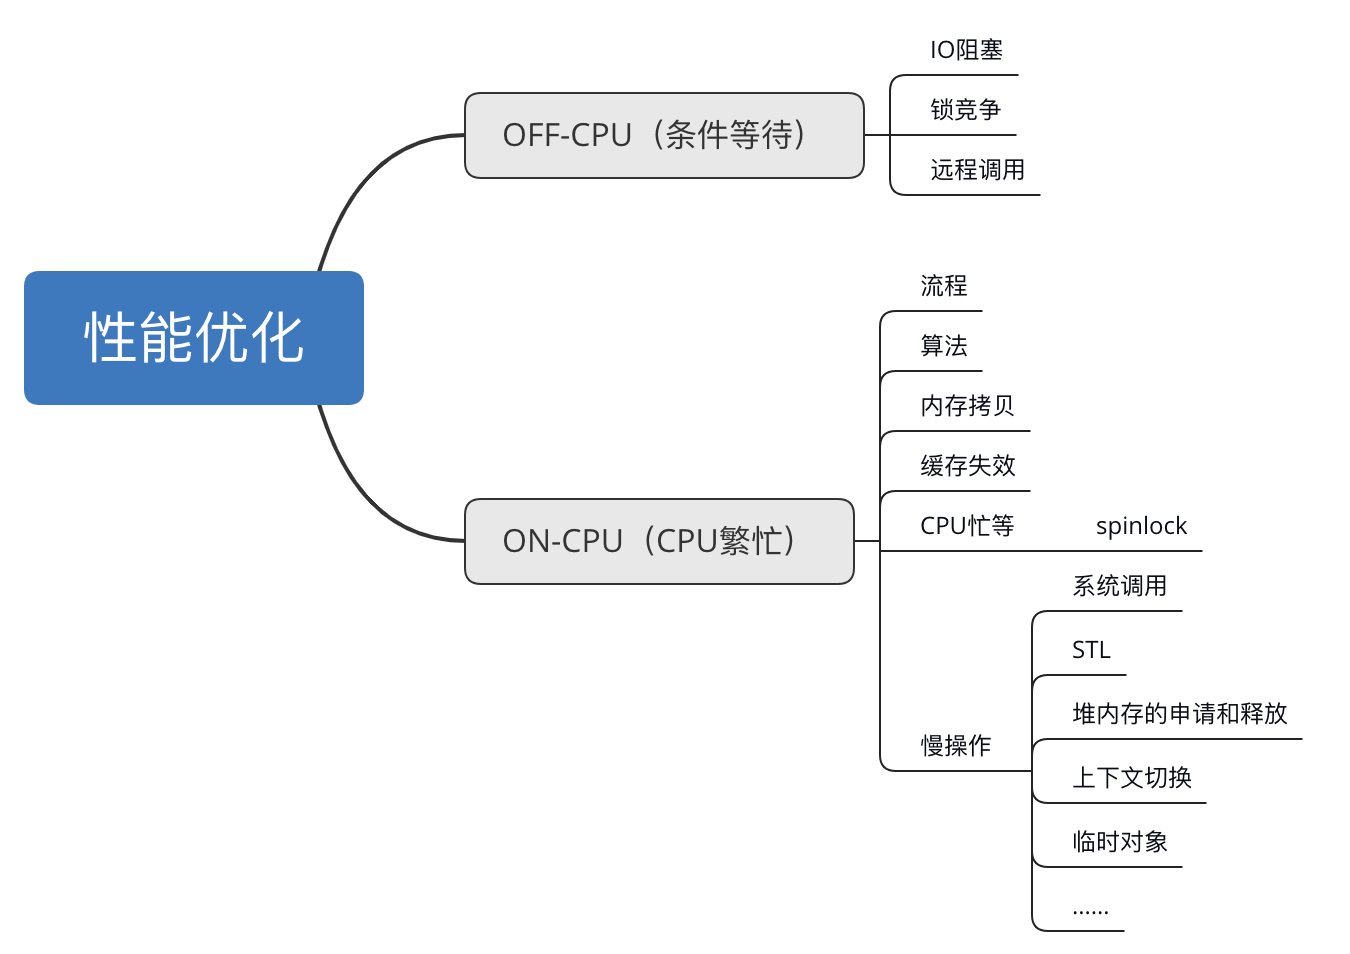 性能优化
OFF-CPU（条件等待）
IO阻塞
锁竞争
远程调用
ON-CPU（CPU繁忙）
流程
算法
内存拷贝
缓存失效
CPU忙等
spinlock
慢操作
系统调用
STL
堆内存的申请和释放
上下文切换
临时对象
……